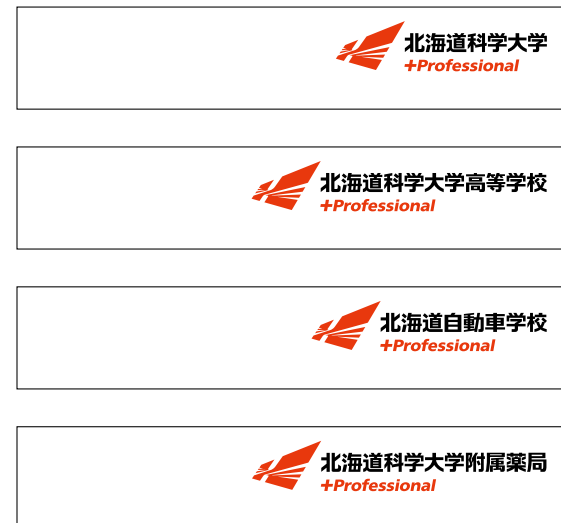 北海道科学大学
+Professional
北海道科学大学高等学校
+Professional
北海道自動車学校
+Professional
北海道科学大学附属薬局
+Professional